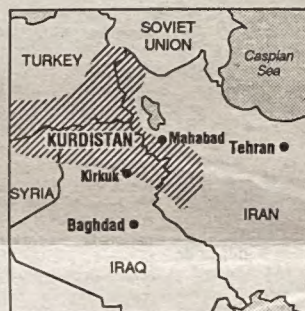 SOVIET
UNION
Caspian
Sea
TURKEY
KURDISTAN
Mahabad
Tehran
Kirkuk
SYRIA
IRAN
Baghdad
IRAQ